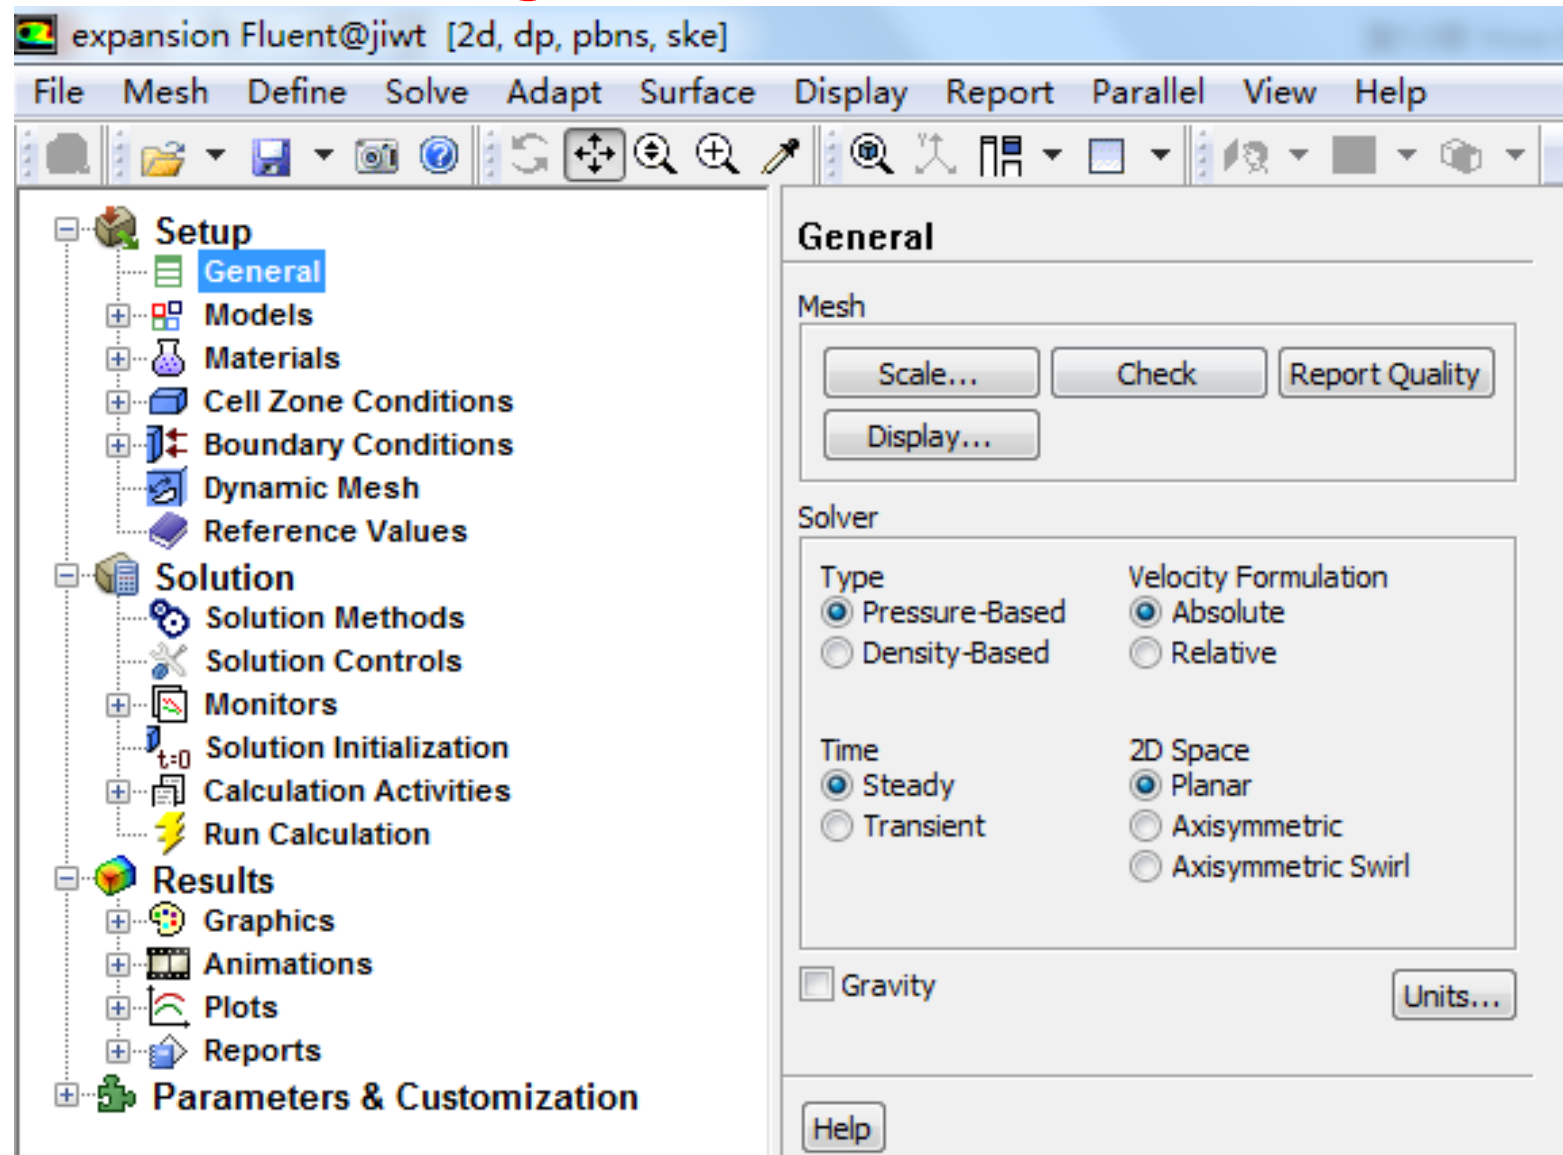 expansion Fluent@jiwt [2d, dp, pbns, ske]
File Mesh Define Solve Adapt Surface Display Report Parallel View Help
Setup
General
Models
Materials
Cell Zone Conditions
Boundary Conditions
Dynamic Mesh
Reference Values
Solution
Solution Methods
Solution Controls
Monitors
t=0 Solution Initialization
Calculation Activities
Run Calculation
Results
Graphics
Animations
Plots
Reports
Parameters & Customization
General
Mesh
Scale... Check Report Quality
Display...
Solver
Type Velocity Formulation
Pressure-Based Absolute
Density-Based Relative
Time 2D Space
Steady Planar
Transient Axisymmetric
Axisymmetric Swirl
Gravity Units...
Help